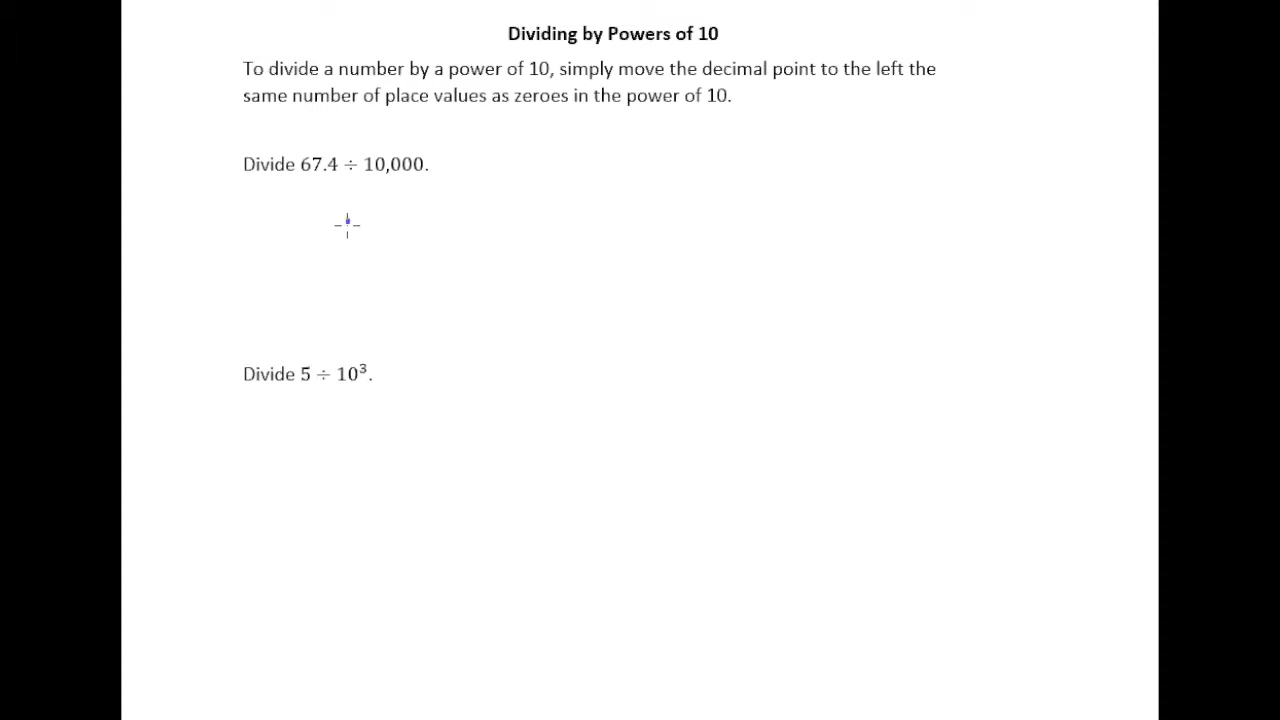 Dividing by Powers of 10
To divide a number by a power of 10, simply move the decimal point to the left the
same number of place values as zeroes in the power of 10.
Divide 67.4 ÷ 10,000.
Divide 5 ÷ 10³.